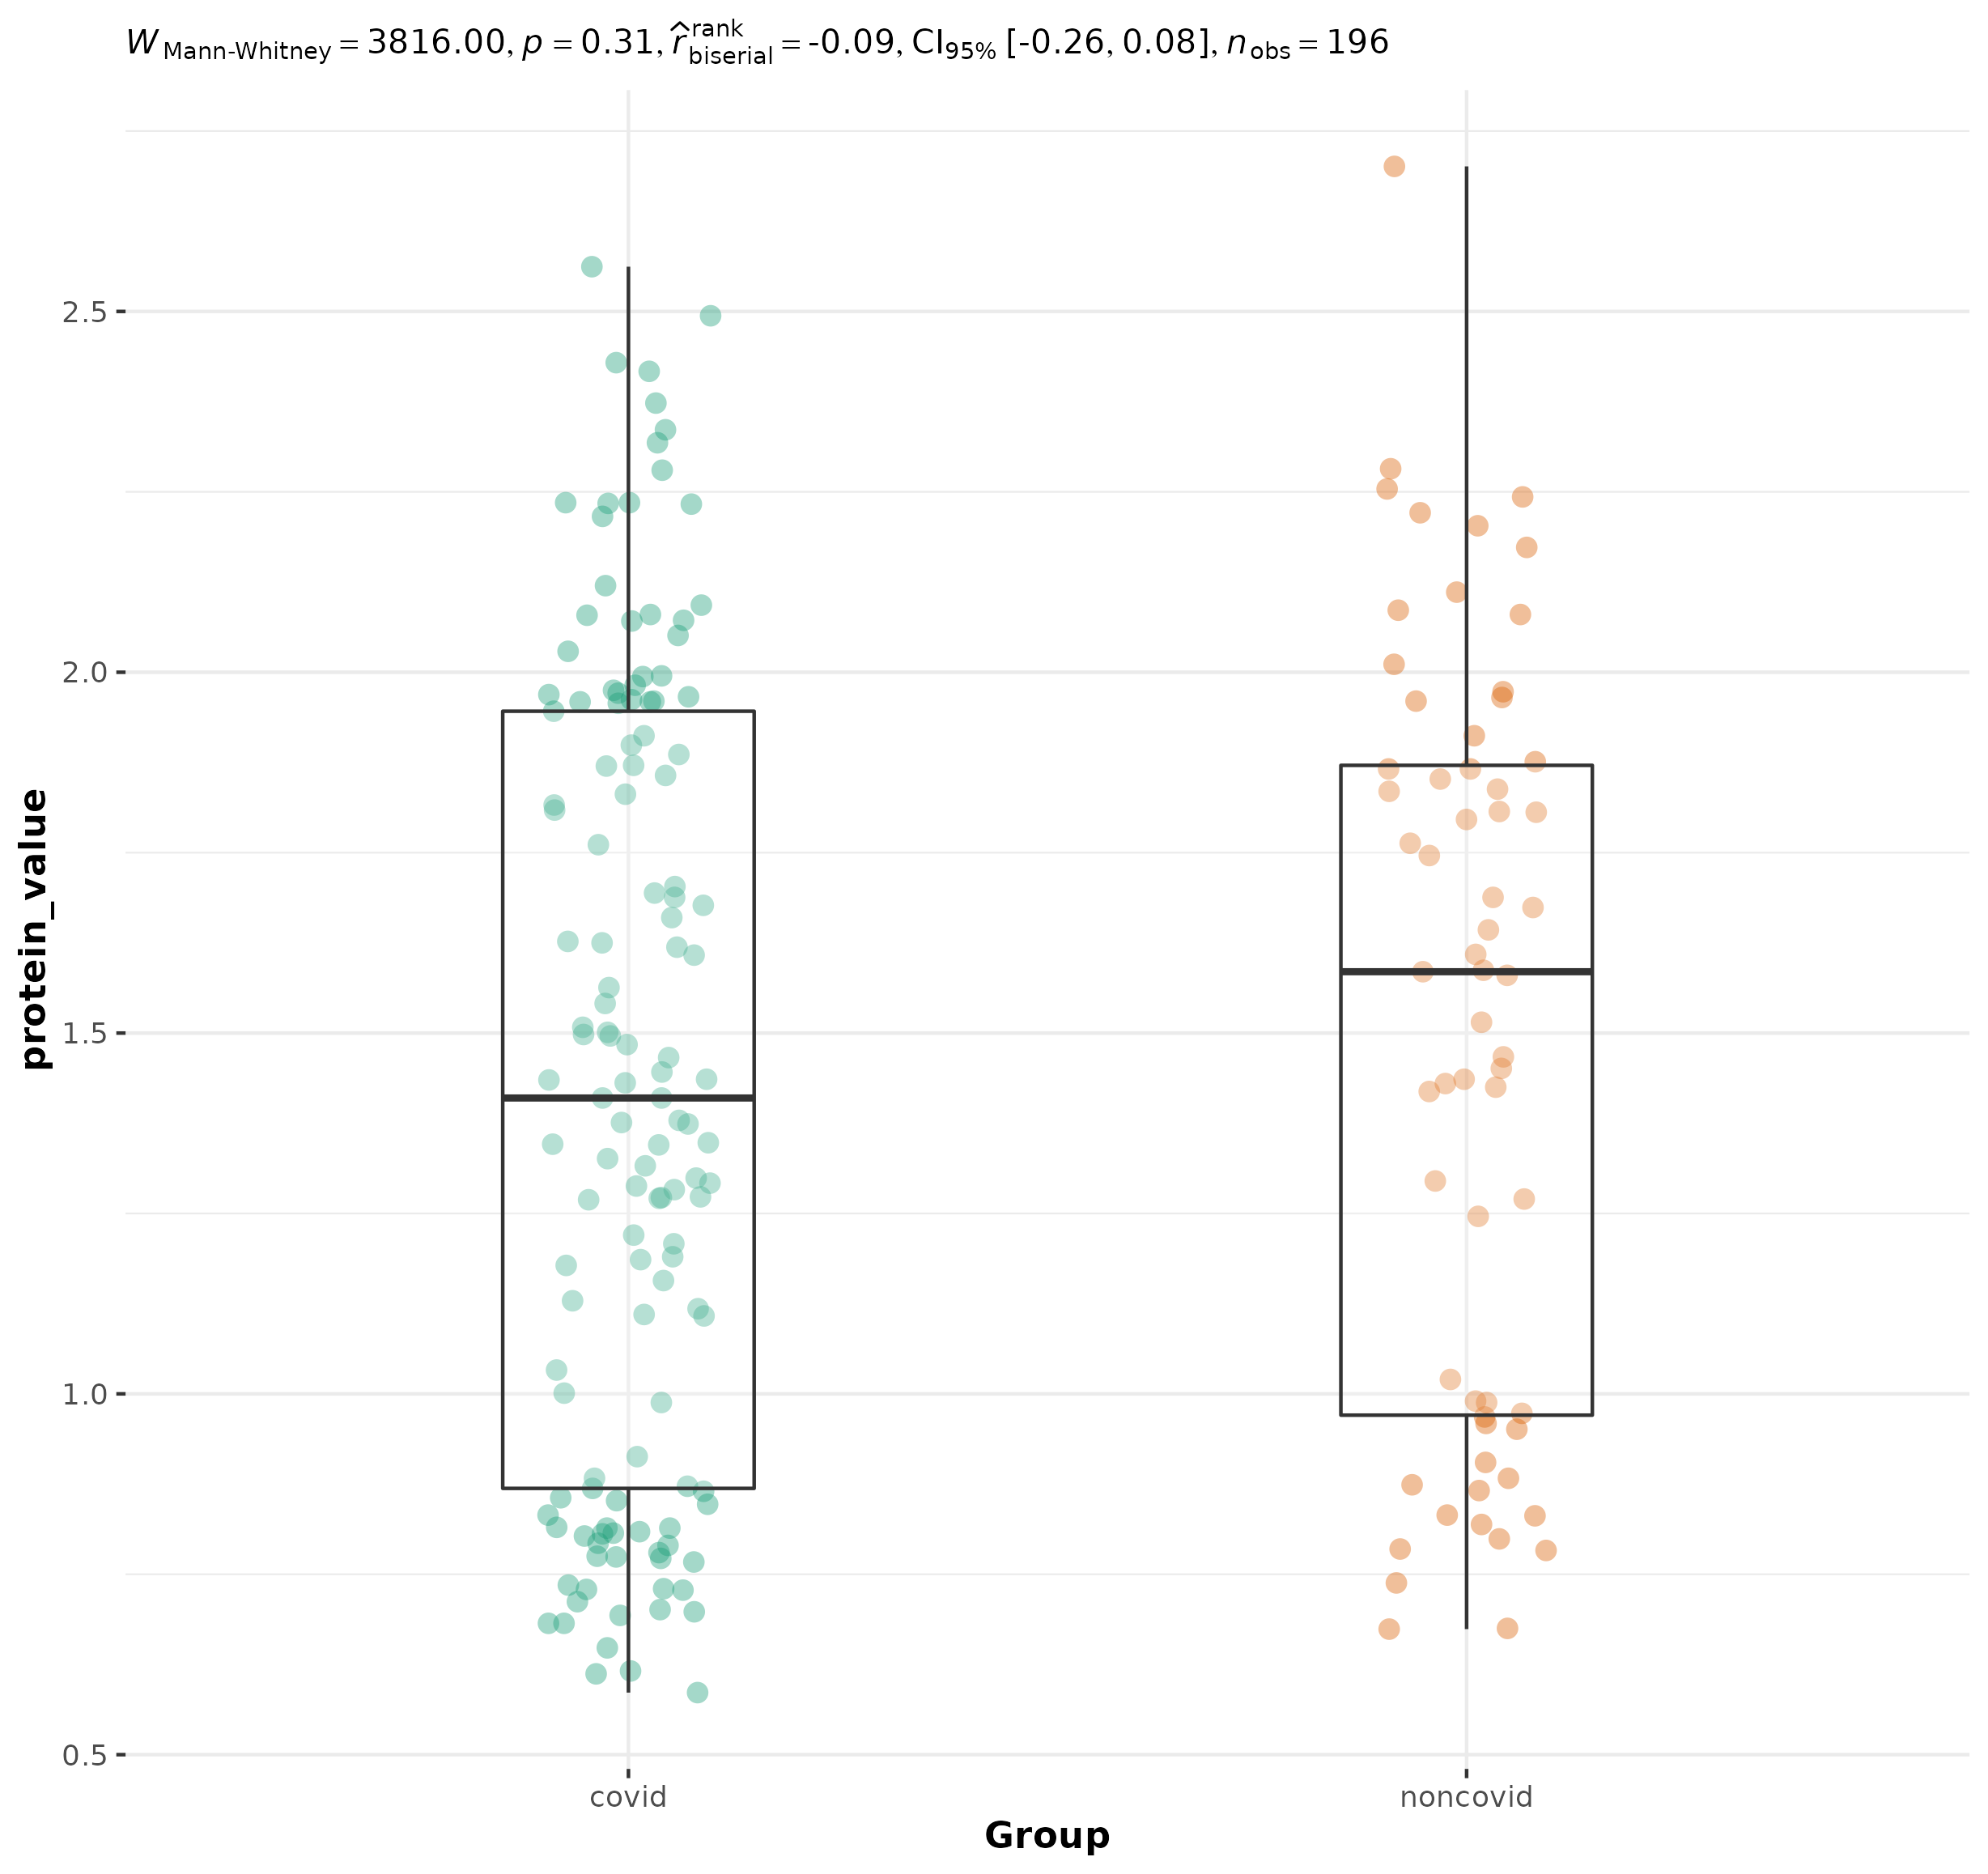 W Mann-Whitney = 3816.00, p = 0.31, r̂ rank biserial = -0.09, CI95% [-0.26, 0.08], nobs = 196
protein_value
2.5
2.0
1.5
1.0
0.5
covid noncovid
Group